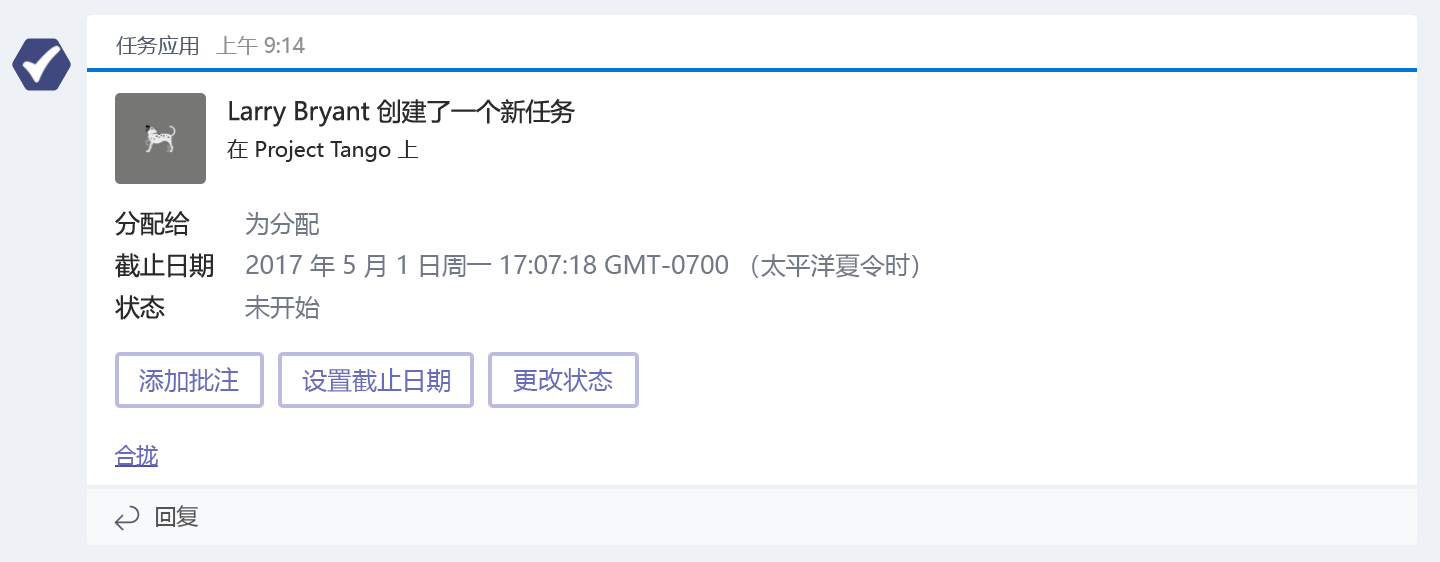 任务应用 上午 9:14
Larry Bryant 创建了一个新任务
在 Project Tango 上
分配给 为分配
截止日期 2017 年 5 月 1 日周一 17:07:18 GMT-0700 （太平洋夏令时）
状态 未开始
添加批注 设置截止日期 更改状态
合拢
回复